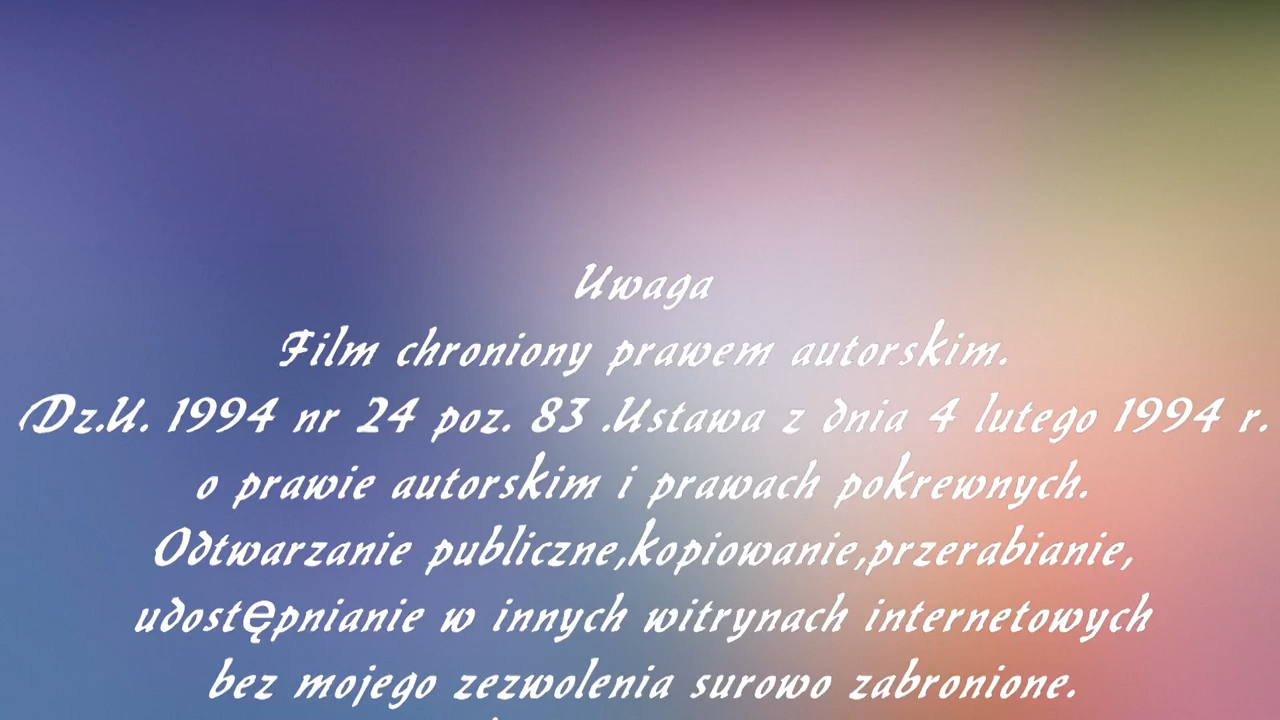 Uwaga
Film chroniony prawem autorskim.
Dz.U. 1994 nr 24 poz. 83 .Ustawa z dnia 4 lutego 1994 r.
o prawie autorskim i prawach pokrewnych.
Odtwarzanie publiczne,kopiowanie,przerabianie,
udostępnianie w innych witrynach internetowych
bez mojego zezwolenia surowo zabronione.